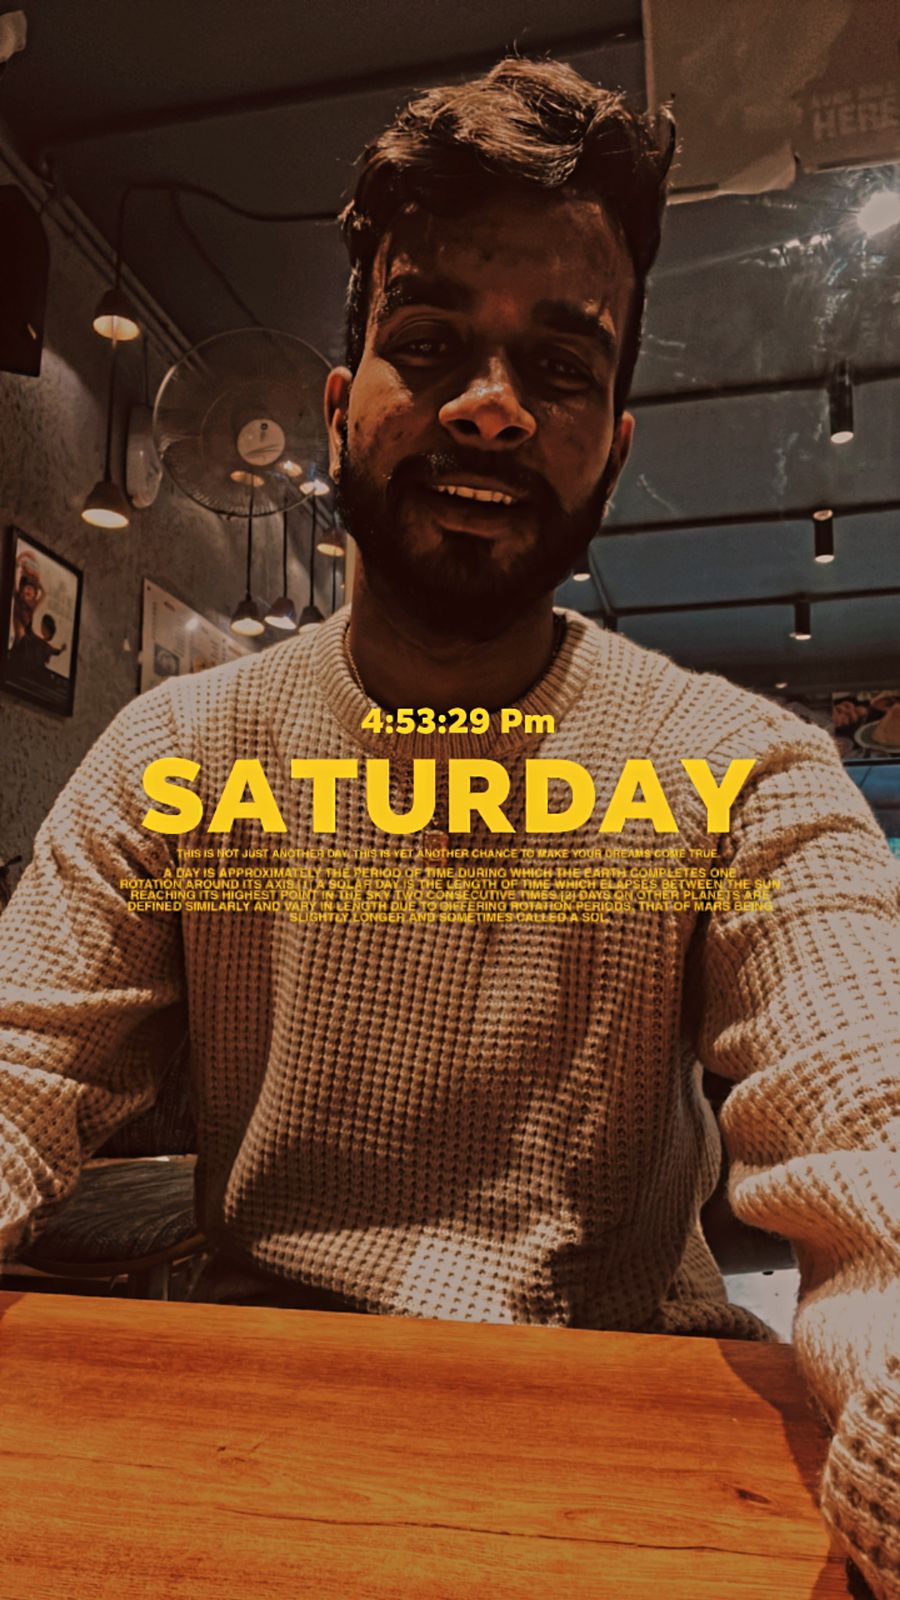 HERE
4:53:29 Pm
SATURDAY
THIS IS NOT JUST ANOTHER DAY, THIS IS YET ANOTHER CHANCE TO MAKE YOUR DREAMS COME TRUE.
A DAY IS APPROXIMATELY THE PERIOD OF TIME DURING WHICH THE EARTH COMPLETES ONE
ROTATION AROUND ITS AXIS.[1] A SOLAR DAY IS THE LENGTH OF TIME WHICH ELAPSES BETWEEN THE SUN
REACHING ITS HIGHEST POINT IN THE SKY TWO CONSECUTIVE TIMES.[2] DAYS ON OTHER PLANETS ARE
DEFINED SIMILARLY AND VARY IN LENGTH DUE TO DIFFERING ROTATION PERIODS, THAT OF MARS BEING
SLIGHTLY LONGER AND SOMETIMES CALLED A SOL.